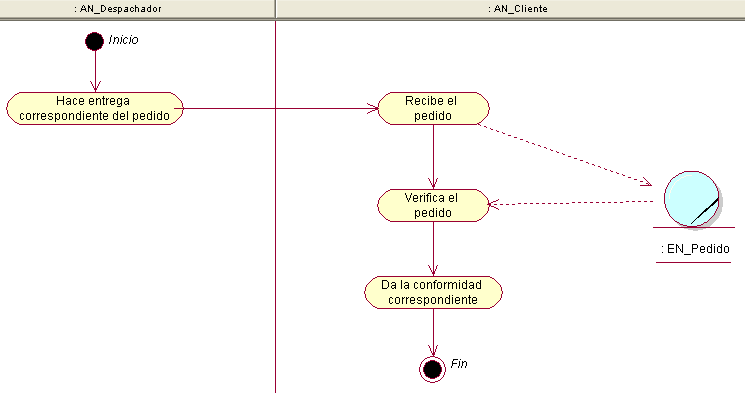 : AN_Despachador
: AN_Cliente
Inicio
Hace entrega
correspondiente del pedido
Recibe el
pedido
Verifica el
pedido
: EN_Pedido
Da la conformidad
correspondiente
Fin